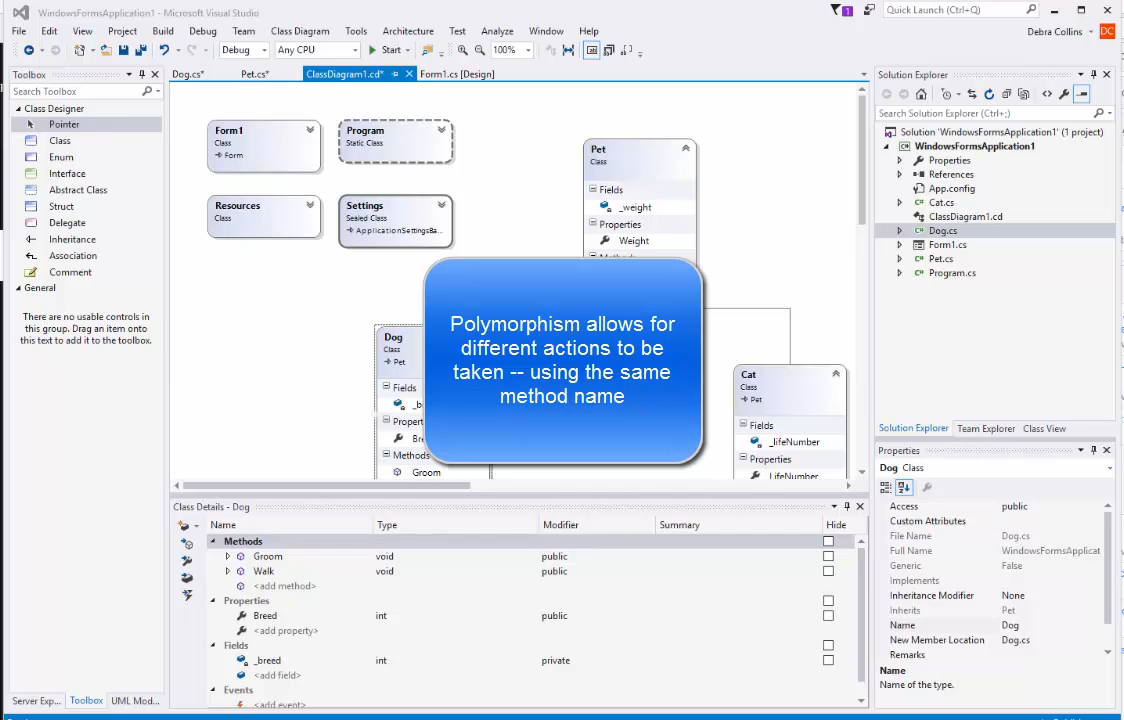 WindowsFormsApplication1 - Microsoft Visual Studio
1
Quick Launch (Ctrl+Q)
File Edit View Project Build Debug Team Class Diagram Tools Architecture Test Analyze Window Help
Debra Collins
DC
Debug Any CPU Start 100%
Toolbox
Search Toolbox
Class Designer
Pointer
Class
Enum
Interface
Abstract Class
Struct
Delegate
Inheritance
Association
Comment
General
There are no usable controls in
this group. Drag an item onto
this text to add it to the toolbox.
Server Exp... Toolbox UML Mod...
Dog.cs* Pet.cs* ClassDiagram1.cd* Form1.cs [Design]
Form1
Class
Form
Program
Static Class
Resources
Class
Settings
Sealed Class
ApplicationSettingsBa...
Pet
Class
Fields
_weight
Properties
Weight
Polymorphism allows for
different actions to be
taken -- using the same
method name
Dog
Class
Pet
Fields
Methods
Groom
Cat
Class
Pet
Fields
_lifeNumber
Properties
LifeNumber
Class Details - Dog
Name Type Modifier Summary Hide
Methods
Groom void public
Walk void public
<add method>
Properties
Breed int public
<add property>
Fields
_breed int private
<add field>
Events
<add event>
Solution Explorer
Search Solution Explorer (Ctrl+;)
Solution 'WindowsFormsApplication1' (1 project)
WindowsFormsApplication1
Properties
References
App.config
Cat.cs
ClassDiagram1.cd
Dog.cs
Form1.cs
Pet.cs
Program.cs
Solution Explorer Team Explorer Class View
Properties
Dog Class
Access public
Custom Attributes
File Name Dog.cs
Full Name WindowsFormsApplicat
Generic False
Implements
Inheritance Modifier None
Inherits Pet
Name Dog
New Member Location Dog.cs
Remarks
Name
Name of the type.